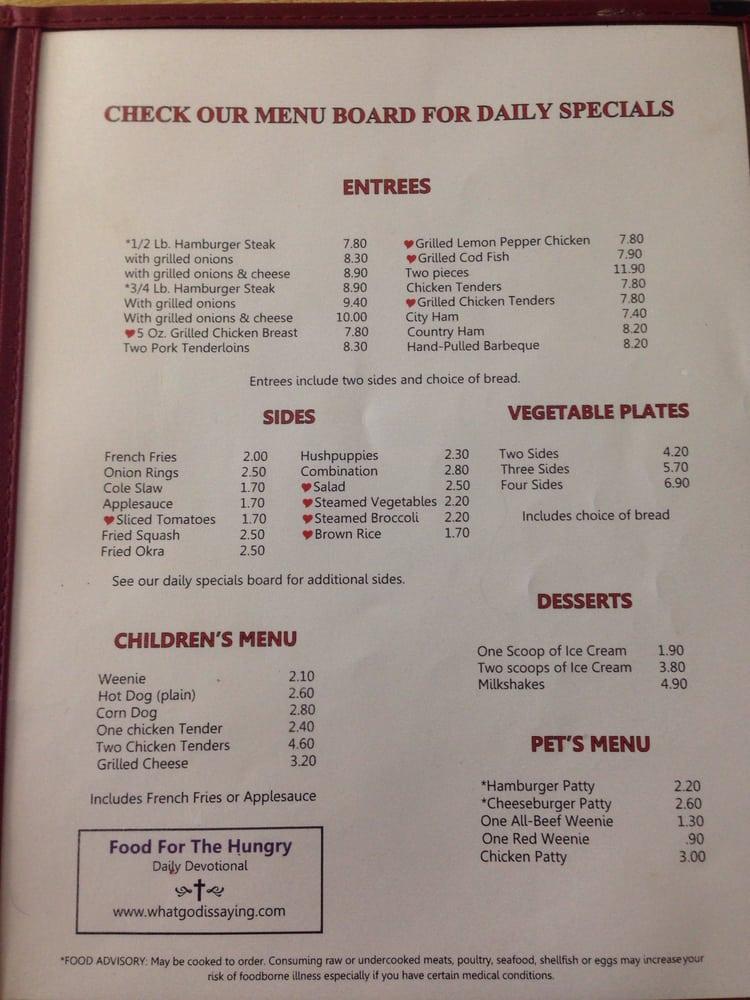 CHECK OUR MENU BOARD FOR DAILY SPECIALS
ENTREES
*1/2 Lb. Hamburger Steak 7.80
with grilled onions 8.30
with grilled onions & cheese 8.90
*3/4 Lb. Hamburger Steak 8.90
With grilled onions 9.40
With grilled onions & cheese 10.00
♥5 Oz. Grilled Chicken Breast 7.80
Two Pork Tenderloins 8.30
♥Grilled Lemon Pepper Chicken 7.80
♥Grilled Cod Fish 7.90
Two pieces 11.90
Chicken Tenders 7.80
♥Grilled Chicken Tenders 7.80
City Ham 7.40
Country Ham 8.20
Hand-Pulled Barbeque 8.20
Entrees include two sides and choice of bread.
SIDES
French Fries 2.00
Onion Rings 2.50
Cole Slaw 1.70
Applesauce 1.70
♥Sliced Tomatoes 1.70
Fried Squash 2.50
Fried Okra 2.50
Hushpuppies 2.30
Combination 2.80
♥Salad 2.50
♥Steamed Vegetables 2.20
♥Steamed Broccoli 2.20
♥Brown Rice 1.70
See our daily specials board for additional sides.
VEGETABLE PLATES
Two Sides 4.20
Three Sides 5.70
Four Sides 6.90
Includes choice of bread
CHILDREN'S MENU
Weenie 2.10
Hot Dog (plain) 2.60
Corn Dog 2.80
One chicken Tender 2.40
Two Chicken Tenders 4.60
Grilled Cheese 3.20
Includes French Fries or Applesauce
DESSERTS
One Scoop of Ice Cream 1.90
Two scoops of Ice Cream 3.80
Milkshakes 4.90
PET'S MENU
*Hamburger Patty 2.20
*Cheeseburger Patty 2.60
One All-Beef Weenie 1.30
One Red Weenie .90
Chicken Patty 3.00
Food For The Hungry
Daily Devotional
www.whatgodissaying.com
*FOOD ADVISORY: May be cooked to order. Consuming raw or undercooked meats, poultry, seafood, shellfish or eggs may increase your
risk of foodborne illness especially if you have certain medical conditions.